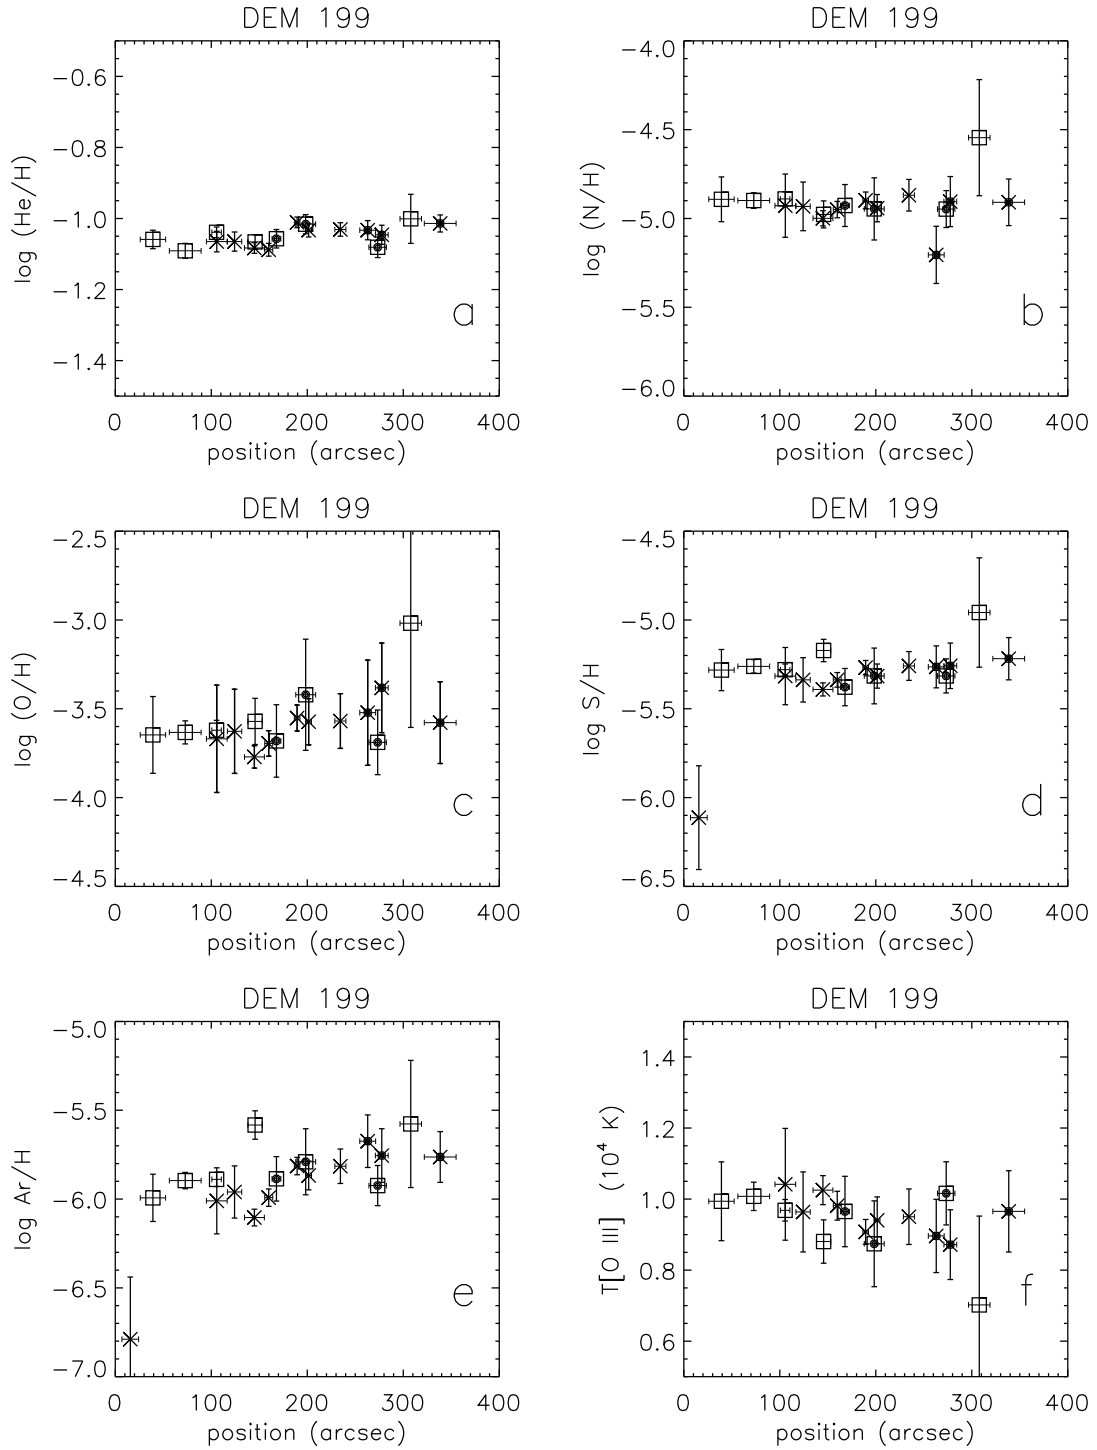 DEM 199
log (He/H)
−0.6
−0.8
−1.0
−1.2
−1.4
a
0 100 200 300 400
position (arcsec)
DEM 199
log (N/H)
−4.0
−4.5
−5.0
−5.5
−6.0
b
0 100 200 300 400
position (arcsec)
DEM 199
log (O/H)
−2.5
−3.0
−3.5
−4.0
−4.5
c
0 100 200 300 400
position (arcsec)
DEM 199
log S/H
−4.5
−5.0
−5.5
−6.0
−6.5
d
0 100 200 300 400
position (arcsec)
DEM 199
log Ar/H
−5.0
−5.5
−6.0
−6.5
−7.0
e
0 100 200 300 400
position (arcsec)
DEM 199
T[O III] (10⁴ K)
1.4
1.2
1.0
0.8
0.6
f
0 100 200 300 400
position (arcsec)